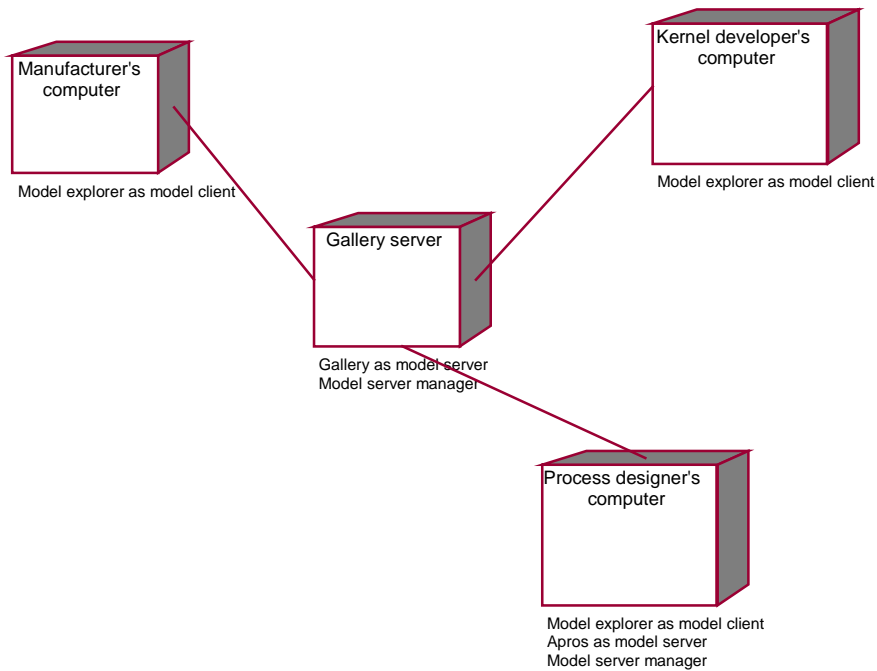 Manufacturer's
computer
Model explorer as model client
Kernel developer's
computer
Model explorer as model client
Gallery server
Gallery as model server
Model server manager
Process designer's
computer
Model explorer as model client
Apros as model server
Model server manager